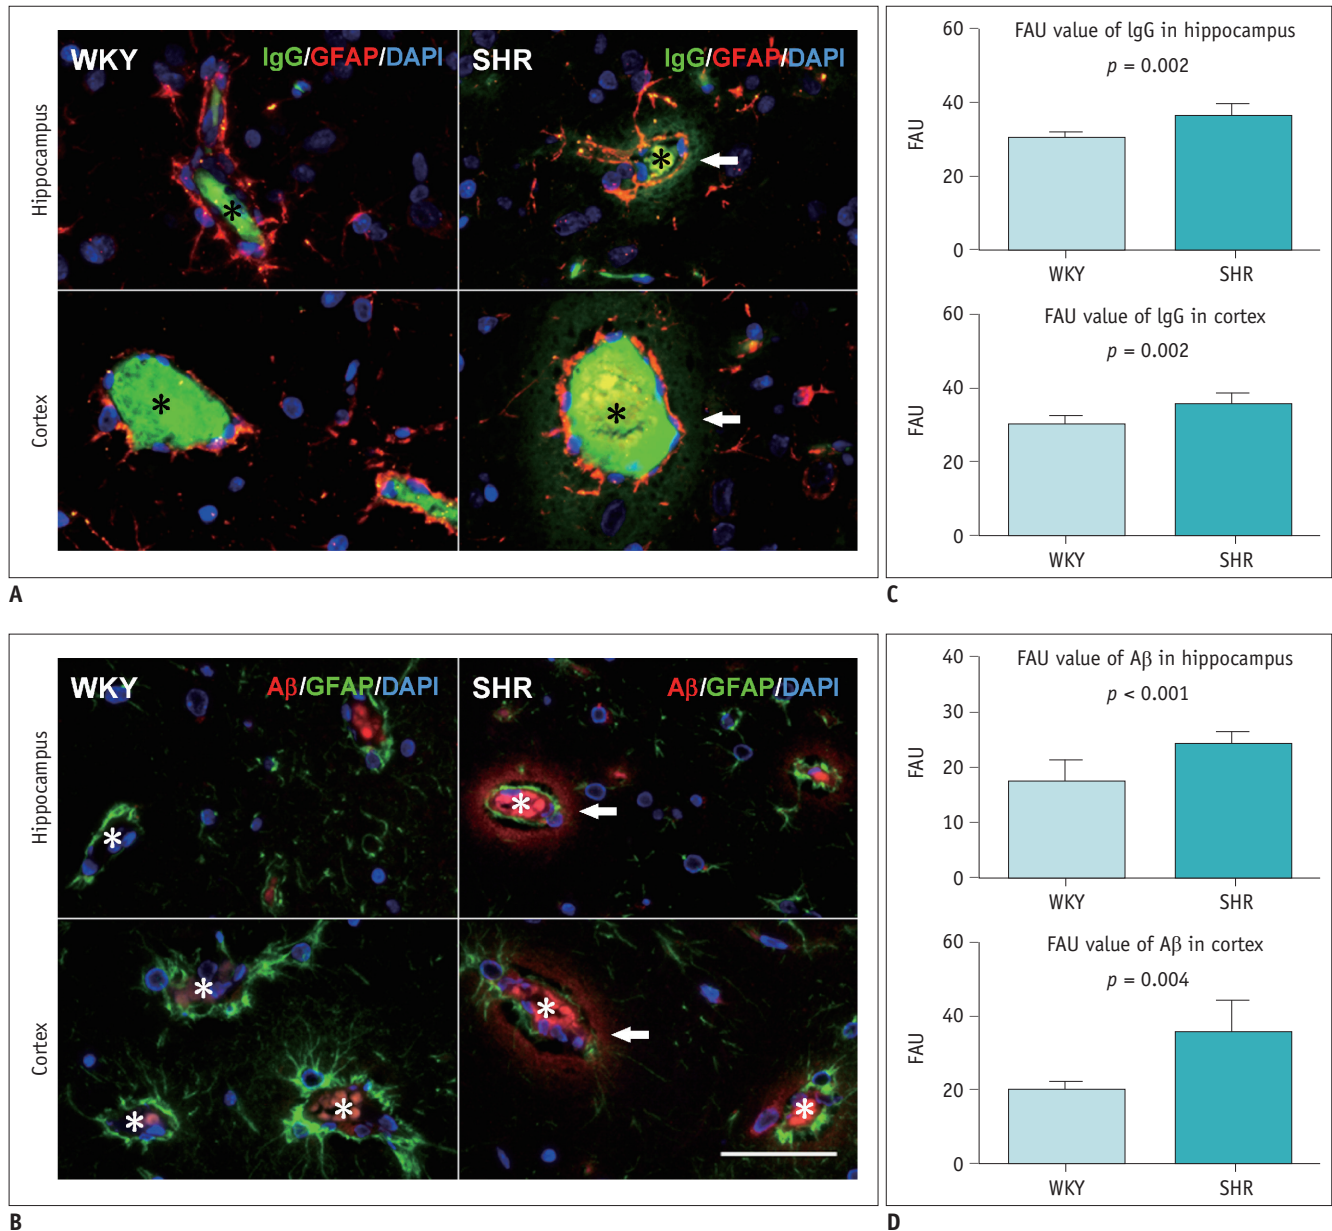 WKY
IgG/GFAP/DAPI
SHR
IgG/GFAP/DAPI
Hippocampus
*
*
Cortex
*
*
A
FAU value of lgG in hippocampus
p = 0.002
60
40
20
0
FAU
WKY
SHR
FAU value of lgG in cortex
p = 0.002
60
40
20
0
FAU
WKY
SHR
C
WKY
Aβ/GFAP/DAPI
SHR
Aβ/GFAP/DAPI
Hippocampus
*
*
Cortex
*
*
*
*
*
B
FAU value of Aβ in hippocampus
p < 0.001
40
30
20
10
0
FAU
WKY
SHR
FAU value of Aβ in cortex
p = 0.004
60
40
20
0
FAU
WKY
SHR
D